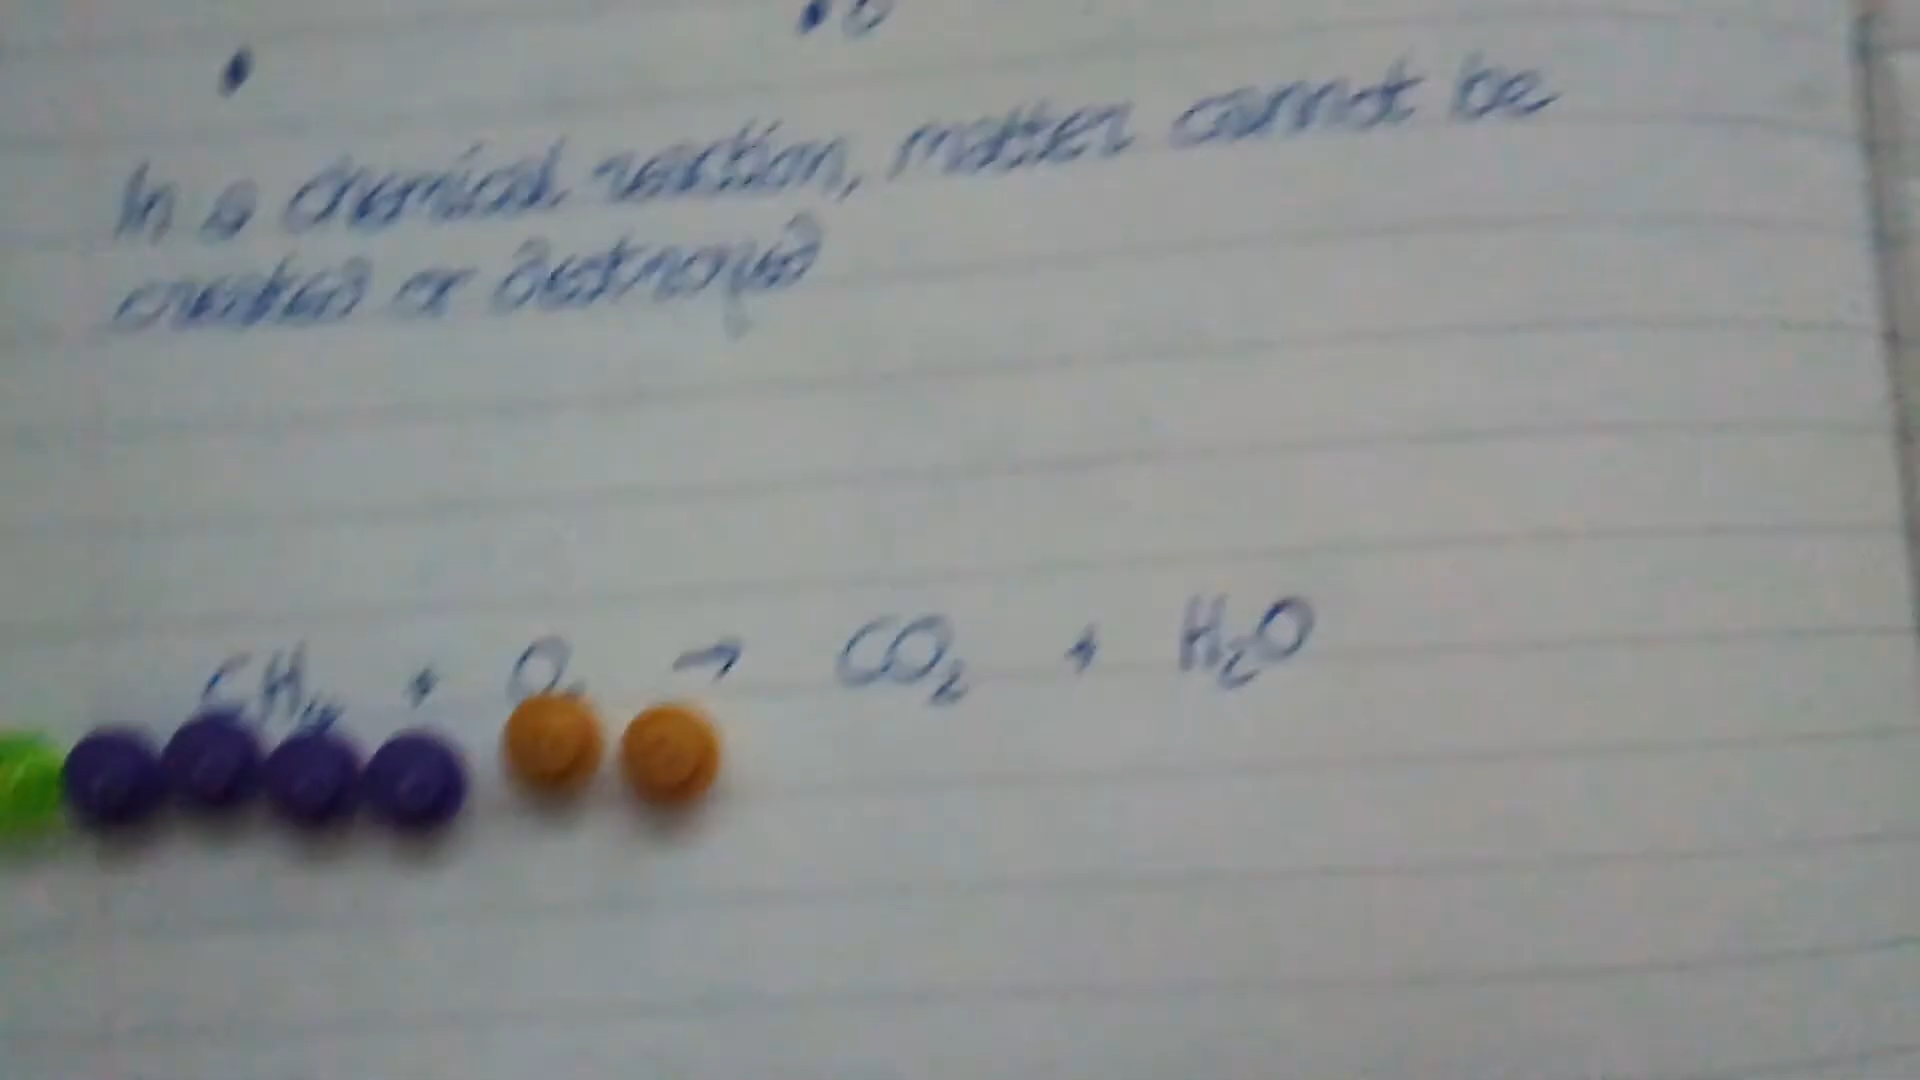 In a chemical reaction, matter cannot be
created or destroyed
CH₄ + O₂ → CO₂ + H₂O